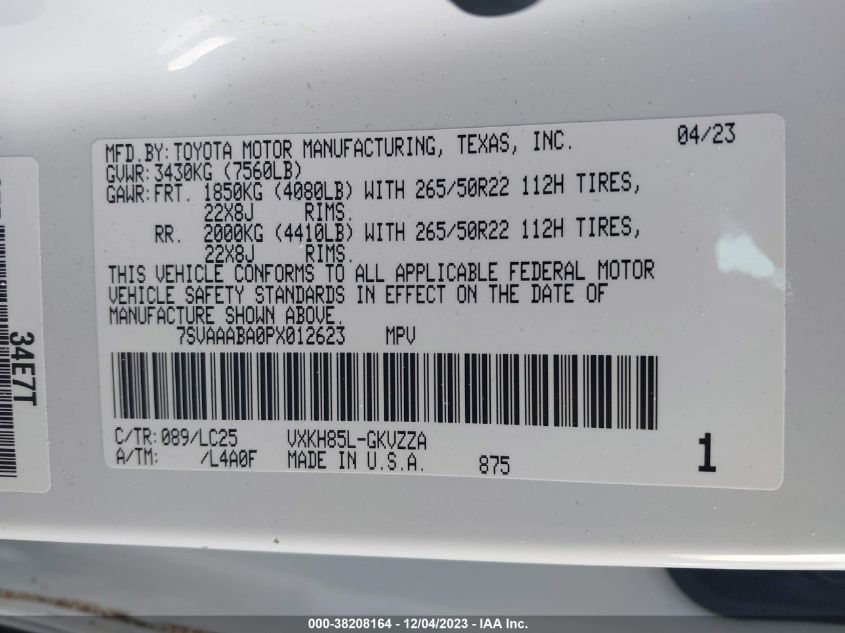 MFD.BY:TOYOTA MOTOR MANUFACTURING, TEXAS, INC. 04/23
GVWR:3430KG (7560LB)
GAWR:FRT. 1850KG (4080LB) WITH 265/50R22 112H TIRES,
22X8J RIMS.
RR. 2000KG (4410LB) WITH 265/50R22 112H TIRES,
22X8J RIMS.
THIS VEHICLE CONFORMS TO ALL APPLICABLE FEDERAL MOTOR
VEHICLE SAFETY STANDARDS IN EFFECT ON THE DATE OF
MANUFACTURE SHOWN ABOVE.
7SVAAABA0PX012623 MPV
C/TR:089/LC25 VXKH85L-GKVZZA
A/TM: /L4A0F MADE IN U.S.A. 875 1
34E7T
000-38208164 - 12/04/2023 - IAA Inc.